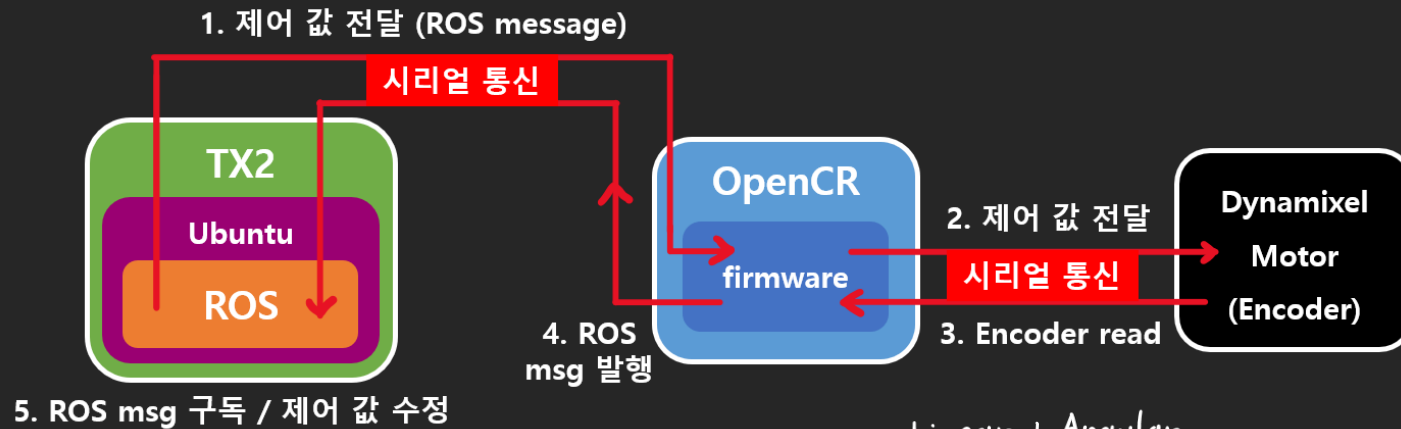 1. 제어 값 전달 (ROS message)
시리얼 통신
TX2
Ubuntu
ROS
OpenCR
firmware
2. 제어 값 전달
시리얼 통신
3. Encoder read
Dynamixel
Motor
(Encoder)
4. ROS
msg 발행
5. ROS msg 구독 / 제어 값 수정
Angular